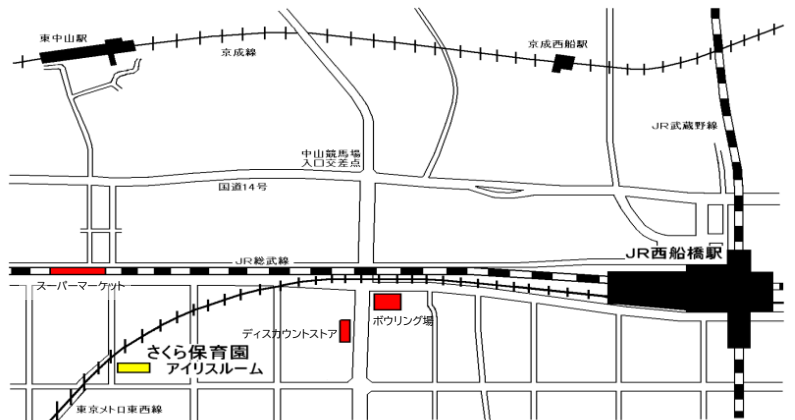 東中山駅
京成線
京成西船駅
JR武蔵野線
中山競馬場
入口交差点
国道14号
JR西船橋駅
JR総武線
スーパーマーケット
ボウリング場
ディスカウントストア
さくら保育園
アイリスルーム
東京メトロ東西線